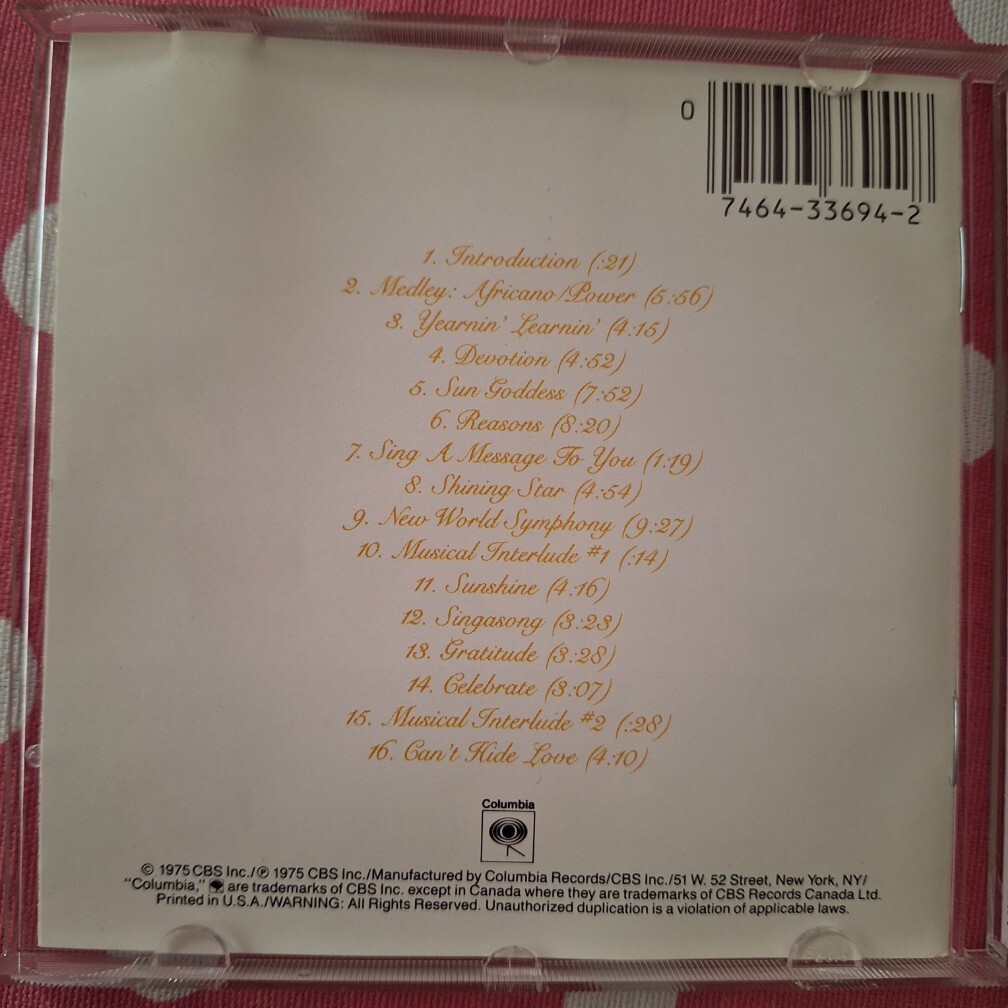 0
7464-33694-2
1. Introduction (:21)
2. Medley: Africano/Power (5:56)
3. Yearnin' Learnin' (4:15)
4. Devotion (4:52)
5. Sun Goddess (7:52)
6. Reasons (8:20)
7. Sing A Message To You (1:19)
8. Shining Star (4:54)
9. New World Symphony (9:27)
10. Musical Interlude #1 (:14)
11. Sunshine (4:16)
12. Singasong (3:23)
13. Gratitude (3:28)
14. Celebrate (3:07)
15. Musical Interlude #2 (:28)
16. Can't Hide Love (4:10)
Columbia
© 1975 CBS Inc./℗ 1975 CBS Inc./Manufactured by Columbia Records/CBS Inc./51 W. 52 Street, New York, NY/
"Columbia," are trademarks of CBS Inc. except in Canada where they are trademarks of CBS Records Canada Ltd.
Printed in U.S.A./WARNING: All Rights Reserved. Unauthorized duplication is a violation of applicable laws.